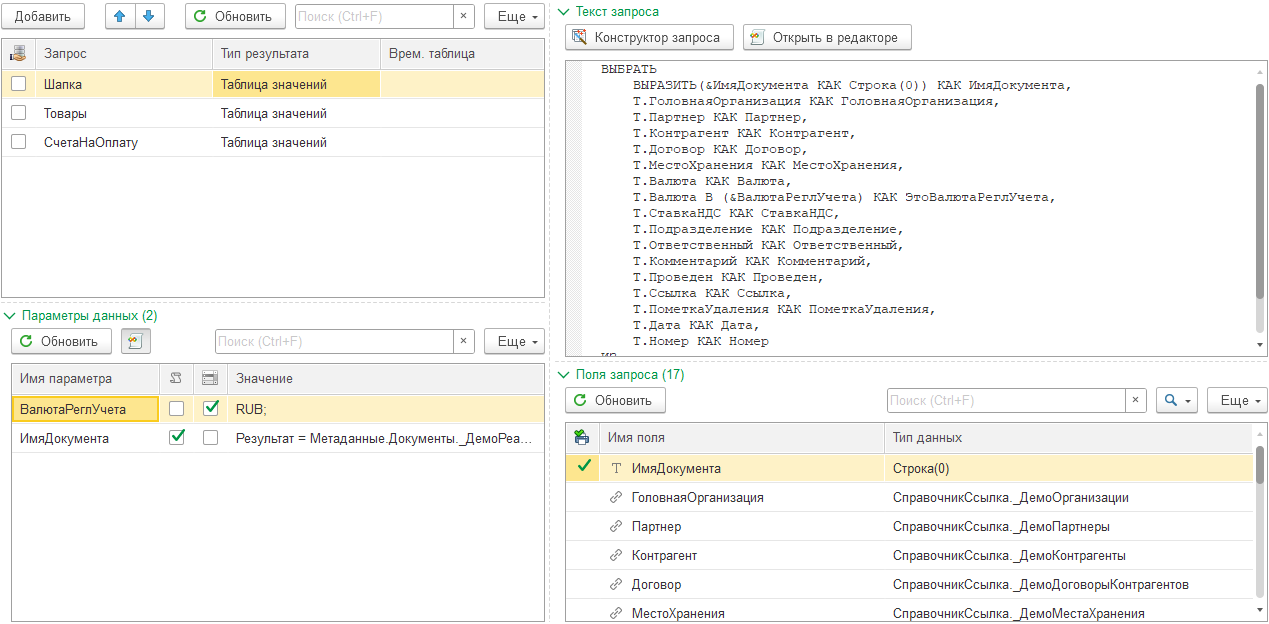 Добавить
Обновить
Поиск (Ctrl+F)
×
Еще
Запрос
Тип результата
Врем. таблица
Шапка
Таблица значений
Товары
Таблица значений
СчетаНаОплату
Таблица значений
Параметры данных (2)
Обновить
Поиск (Ctrl+F)
×
Еще
Имя параметра
Значение
ВалютаРеглУчета
RUB;
ИмяДокумента
Результат = Метаданные.Документы._ДемоРеа...
Текст запроса
Конструктор запроса
Открыть в редакторе
ВЫБРАТЬ
ВЫРАЗИТЬ(&ИмяДокумента КАК Строка(0)) КАК ИмяДокумента,
Т.ГоловнаяОрганизация КАК ГоловнаяОрганизация,
Т.Партнер КАК Партнер,
Т.Контрагент КАК Контрагент,
Т.Договор КАК Договор,
Т.МестоХранения КАК МестоХранения,
Т.Валюта КАК Валюта,
Т.Валюта В (&ВалютаРеглУчета) КАК ЭтоВалютаРеглУчета,
Т.СтавкаНДС КАК СтавкаНДС,
Т.Подразделение КАК Подразделение,
Т.Ответственный КАК Ответственный,
Т.Комментарий КАК Комментарий,
Т.Проведен КАК Проведен,
Т.Ссылка КАК Ссылка,
Т.ПометкаУдаления КАК ПометкаУдаления,
Т.Дата КАК Дата,
Т.Номер КАК Номер
Поля запроса (17)
Обновить
Поиск (Ctrl+F)
×
Еще
Имя поля
Тип данных
T ИмяДокумента
Строка(0)
ГоловнаяОрганизация
СправочникСсылка._ДемоОрганизации
Партнер
СправочникСсылка._ДемоПартнеры
Контрагент
СправочникСсылка._ДемоКонтрагенты
Договор
СправочникСсылка._ДемоДоговорыКонтрагентов
МестоХранения
СправочникСсылка._ДемоМестаХранения